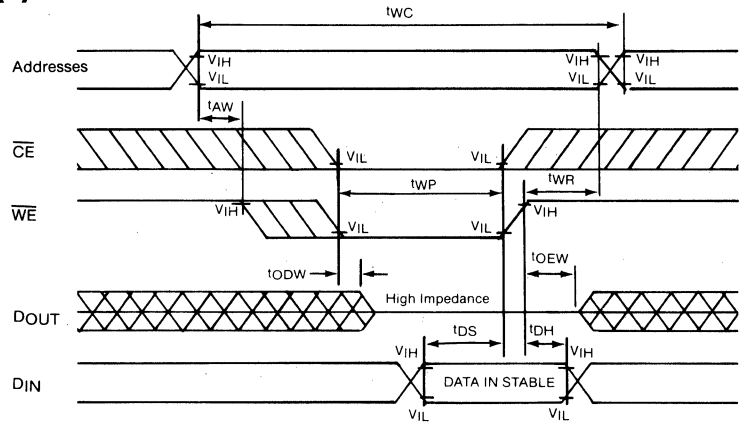 tWC
Addresses
VIH
VIL
VIH
VIL
VIH
VIL
tAW
CE
VIL
VIL
tWP
tWR
WE
VIH
VIL
VIL
VIH
tODW
tOEW
High Impedance
DOUT
tDS
tDH
VIH
VIH
DIN
DATA IN STABLE
VIL
VIL